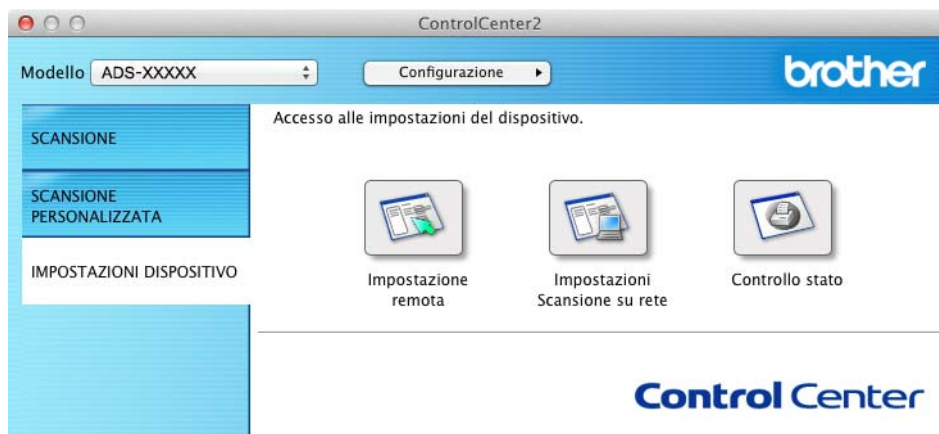 ControlCenter2
Modello ADS-XXXXX Configurazione
brother
SCANSIONE
SCANSIONE
PERSONALIZZATA
IMPOSTAZIONI DISPOSITIVO
Accesso alle impostazioni del dispositivo.
Impostazione
remota
Impostazioni
Scansione su rete
Controllo stato
Control Center